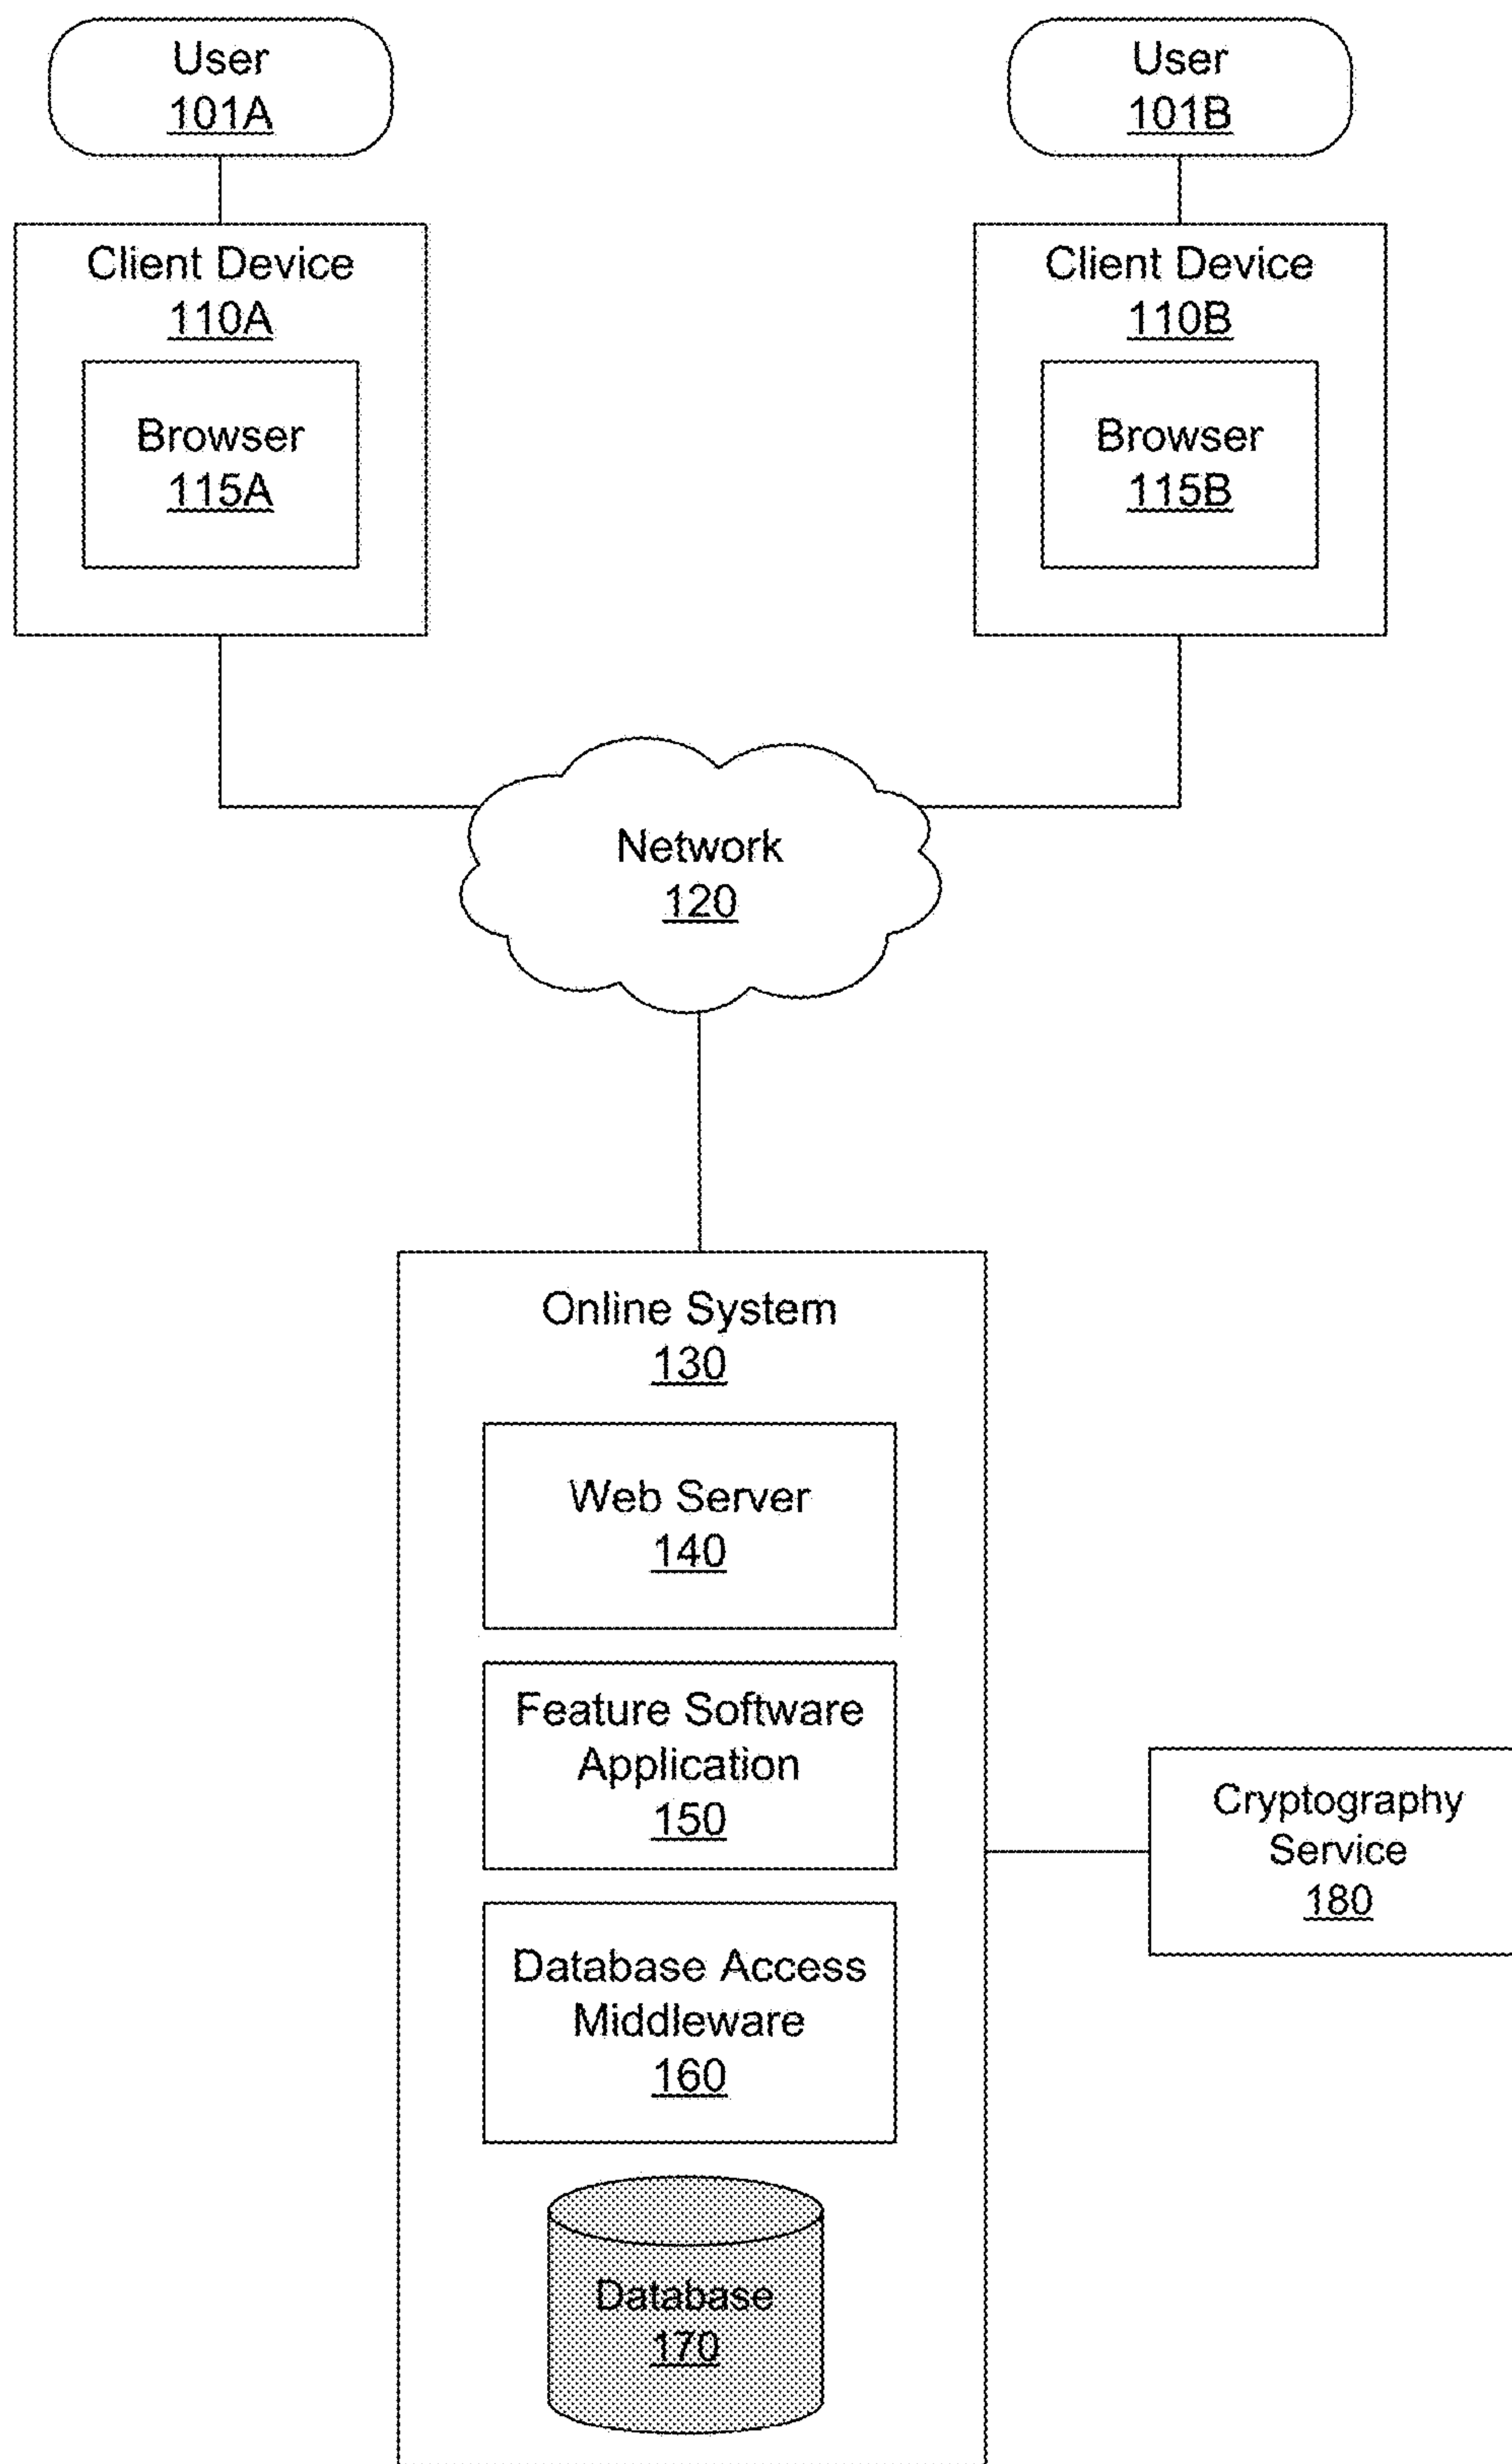 User
101A
User
101B
Client Device
110A
Browser
115A
Client Device
110B
Browser
115B
Network
120
Online System
130
Web Server
140
Feature Software
Application
150
Database Access
Middleware
160
Database
170
Cryptography
Service
180